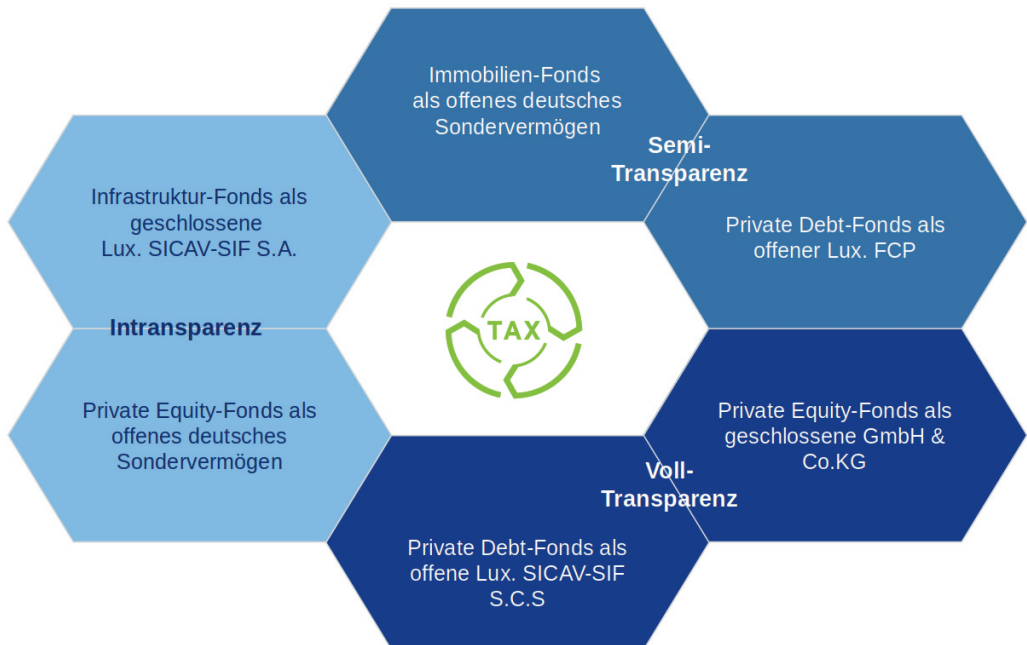 Immobilien-Fonds
als offenes deutsches
Sondervermögen
Semi-
Transparenz
Private Debt-Fonds als
offener Lux. FCP
Infrastruktur-Fonds als
geschlossene
Lux. SICAV-SIF S.A.
Intransparenz
Private Equity-Fonds als
offenes deutsches
Sondervermögen
TAX
Private Equity-Fonds als
geschlossene GmbH &
Co.KG
Voll-
Transparenz
Private Debt-Fonds als
offene Lux. SICAV-SIF
S.C.S